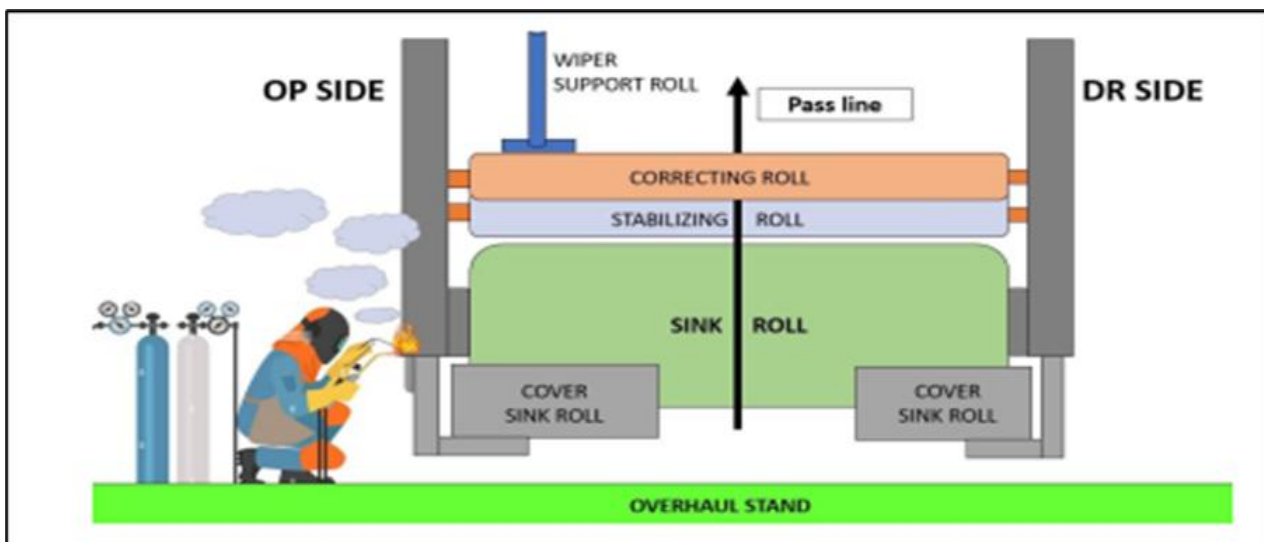 WIPER
SUPPORT ROLL
OP SIDE
Pass line
DR SIDE
CORRECTING ROLL
STABILIZING ROLL
SINK ROLL
COVER
SINK ROLL
COVER
SINK ROLL
OVERHAUL STAND